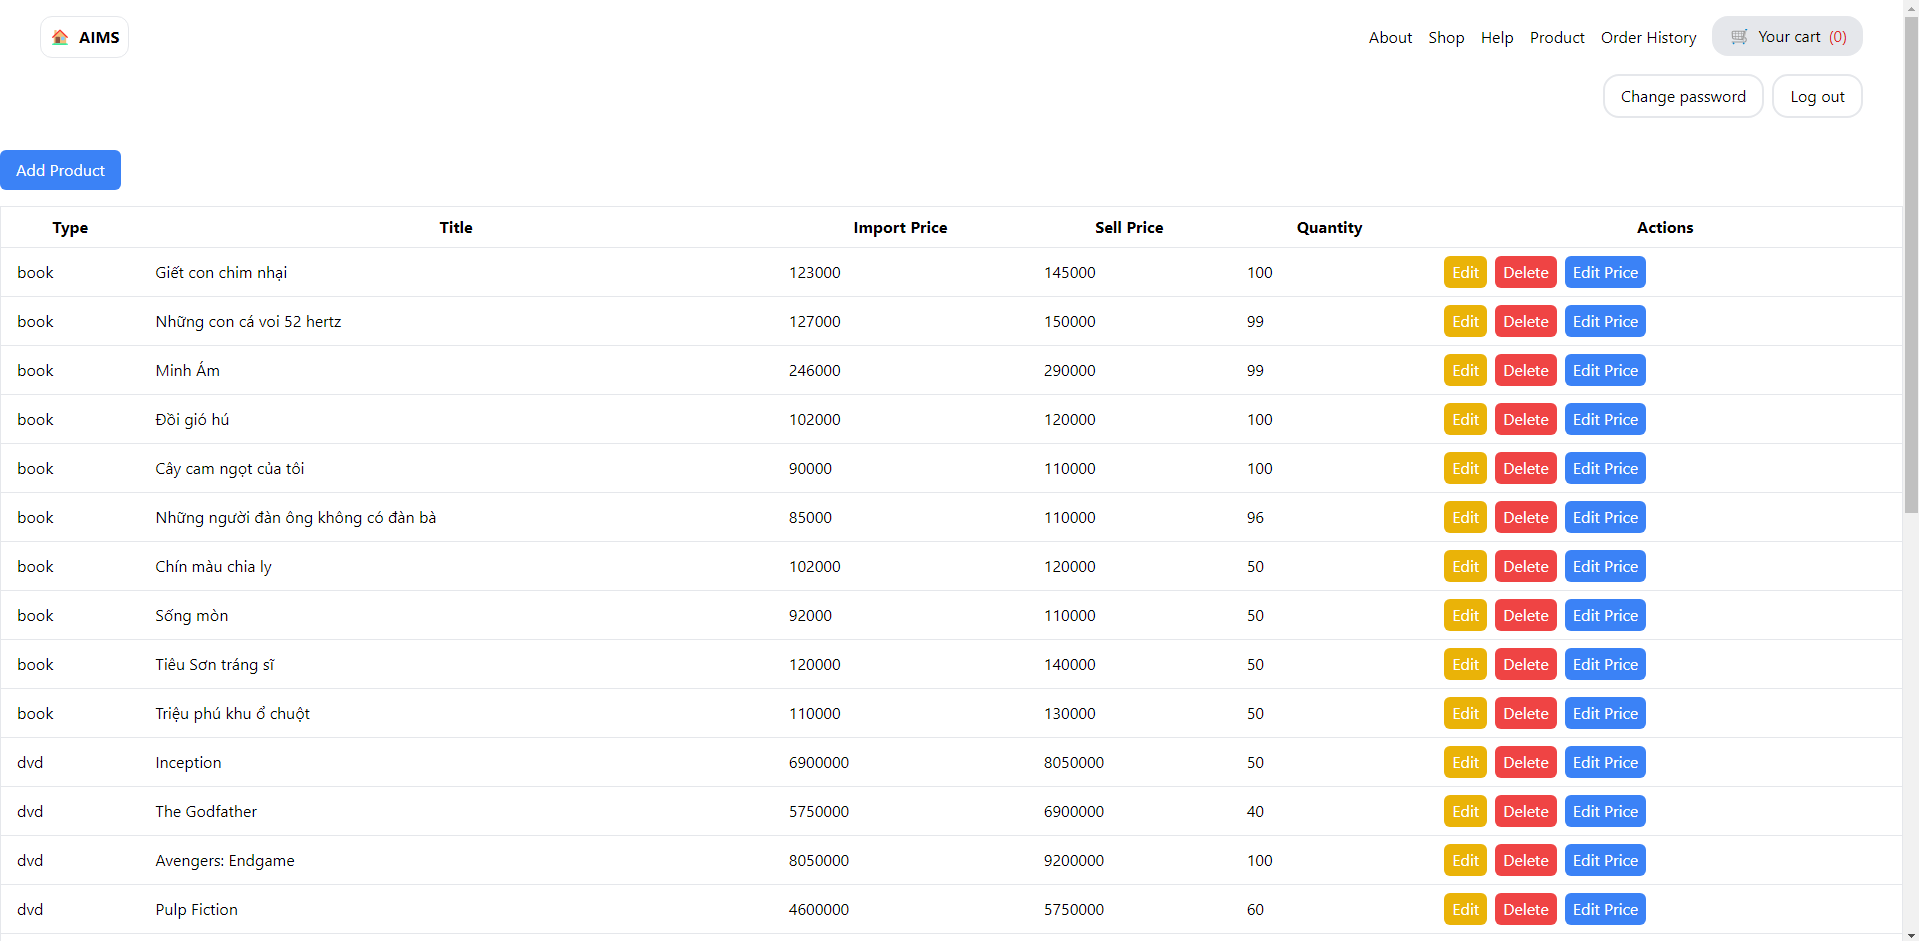 AIMS About Shop Help Product Order History Your cart (0)
Change password Log out
Add Product
Type Title Import Price Sell Price Quantity Actions
book Giết con chim nhại 123000 145000 100 Edit Delete Edit Price
book Những con cá voi 52 hertz 127000 150000 99 Edit Delete Edit Price
book Minh Ám 246000 290000 99 Edit Delete Edit Price
book Đồi gió hú 102000 120000 100 Edit Delete Edit Price
book Cây cam ngọt của tôi 90000 110000 100 Edit Delete Edit Price
book Những người đàn ông không có đàn bà 85000 110000 96 Edit Delete Edit Price
book Chín màu chia ly 102000 120000 50 Edit Delete Edit Price
book Sống mòn 92000 110000 50 Edit Delete Edit Price
book Tiêu Sơn tráng sĩ 120000 140000 50 Edit Delete Edit Price
book Triệu phú khu ổ chuột 110000 130000 50 Edit Delete Edit Price
dvd Inception 6900000 8050000 50 Edit Delete Edit Price
dvd The Godfather 5750000 6900000 40 Edit Delete Edit Price
dvd Avengers: Endgame 8050000 9200000 100 Edit Delete Edit Price
dvd Pulp Fiction 4600000 5750000 60 Edit Delete Edit Price